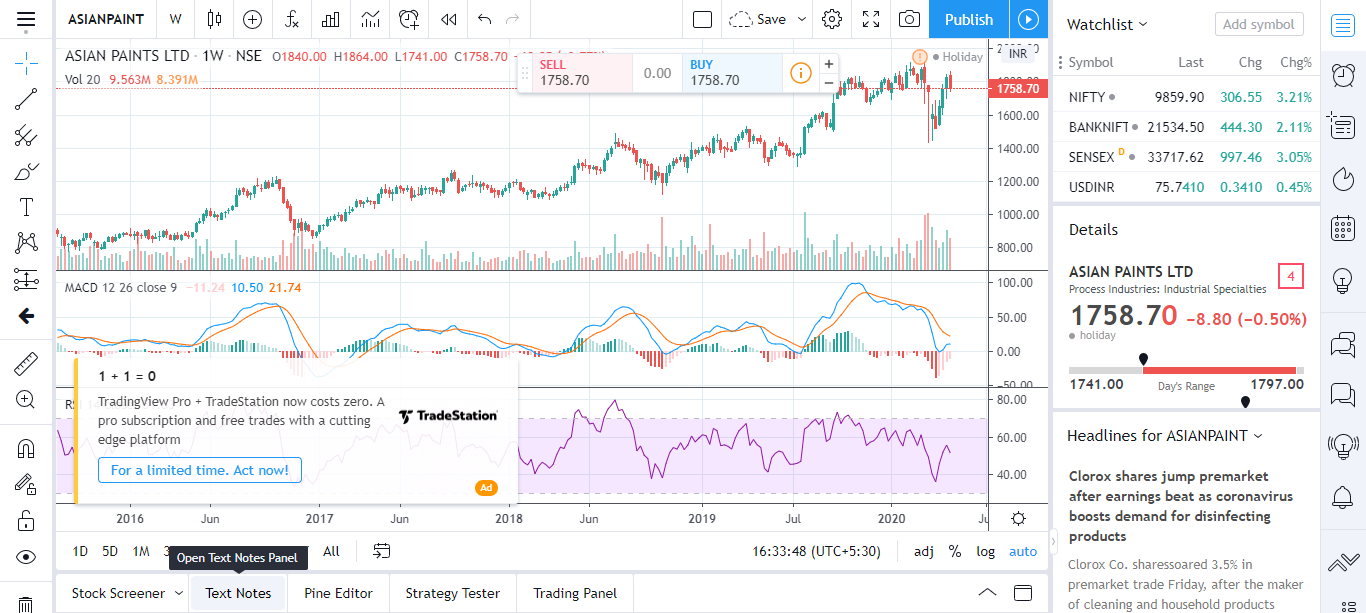 ASIANPAINT W Save Publish
ASIAN PAINTS LTD · 1W · NSE O1840.00 H1864.00 L1741.00 C1758.70
Vol 20 9.563M 8.391M
SELL
1758.70
0.00
BUY
1758.70
Holiday
INR
1758.70
1600.00
1400.00
1200.00
1000.00
800.00
MACD 12 26 close 9 −11.24 10.50 21.74
100.00
50.00
0.00
−50.00
80.00
60.00
40.00
1 + 1 = 0
TradingView Pro + TradeStation now costs zero. A
pro subscription and free trades with a cutting
edge platform
TradeStation
For a limited time. Act now!
Ad
2016 Jun 2017 Jun 2018 Jun 2019 Jul 2020
1D 5D 1M All
Open Text Notes Panel
16:33:48 (UTC+5:30) adj % log auto
Stock Screener Text Notes Pine Editor Strategy Tester Trading Panel
Watchlist Add symbol
Symbol Last Chg Chg%
NIFTY 9859.90 306.55 3.21%
BANKNIFT 21534.50 444.30 2.11%
SENSEX D 33717.62 997.46 3.05%
USDINR 75.7410 0.3410 0.45%
Details
ASIAN PAINTS LTD
4
Process Industries: Industrial Specialties
1758.70 −8.80 (−0.50%)
holiday
1741.00 Day's Range 1797.00
Headlines for ASIANPAINT
Clorox shares jump premarket
after earnings beat as coronavirus
boosts demand for disinfecting
products
Clorox Co. sharessoared 3.5% in
premarket trade Friday, after the maker
of cleaning and household products